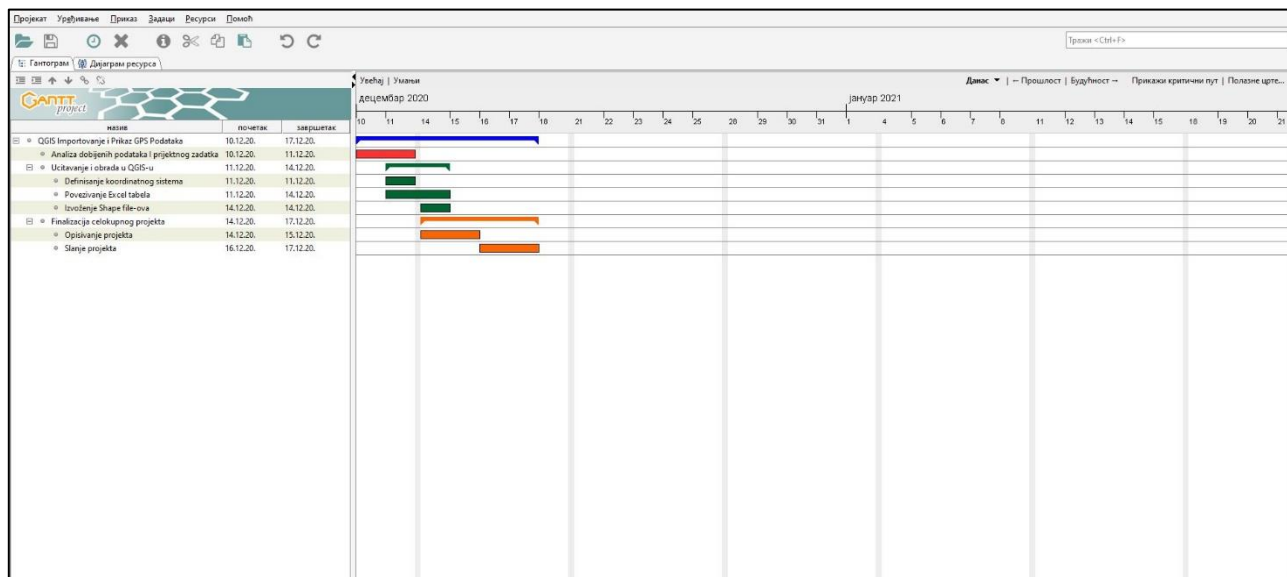 Пројекат Уређивање Приказ Задаци Ресурси Помоћ
Тражи <Ctrl+F>
Гантограм Дијаграм ресурса
Увећај | Умањи Данас | ←Прошлост | Будућност→ Прикажи критични пут | Полазне црте...
GANTT project
децембар 2020 јануар 2021
назив почетак завршетак
10 11 14 15 16 17 18 21 22 23 24 25 28 29 30 31 1 4 5 6 7 8 11 12 13 14 15 18 19 20 21
QGIS Importovanje i Prikaz GPS Podataka 10.12.20. 17.12.20.
Analiza dobijenih podataka I prijektnog zadatka 10.12.20. 11.12.20.
Ucitavanje i obrada u QGIS-u 11.12.20. 14.12.20.
Definisanje koordinatnog sistema 11.12.20. 11.12.20.
Povezivanje Excel tabela 11.12.20. 14.12.20.
Izvoženje Shape file-ova 14.12.20. 14.12.20.
Finalizacija celokupnog projekta 14.12.20. 17.12.20.
Opisivanje projekta 14.12.20. 15.12.20.
Slanje projekta 16.12.20. 17.12.20.